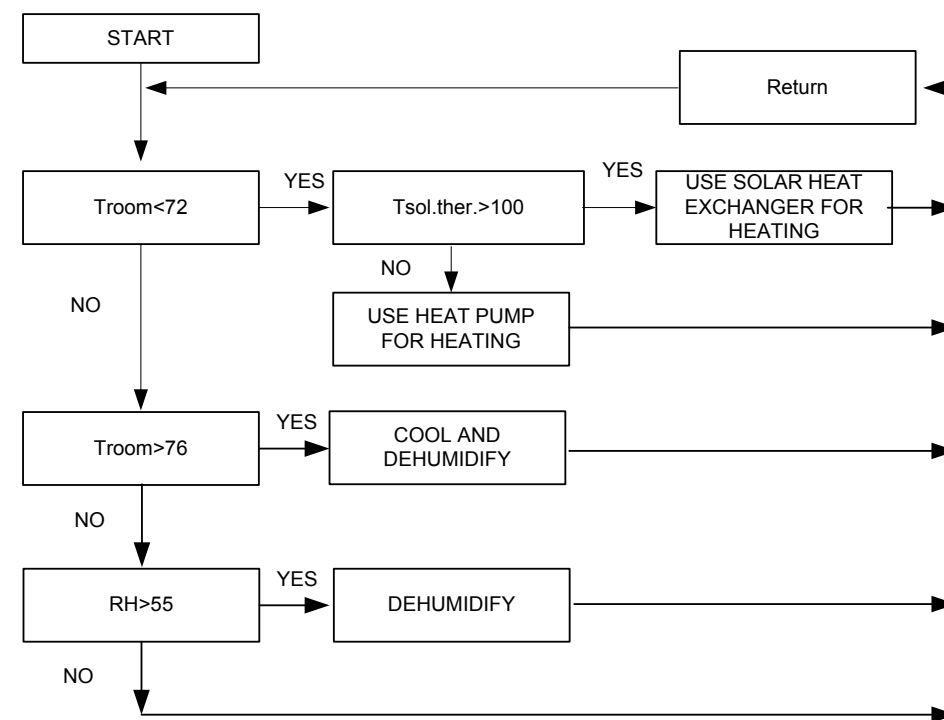 START
Return
Troom<72
YES
Tsol.ther.>100
YES
USE SOLAR HEAT
EXCHANGER FOR
HEATING
NO
NO
USE HEAT PUMP
FOR HEATING
Troom>76
YES
COOL AND
DEHUMIDIFY
NO
RH>55
YES
DEHUMIDIFY
NO